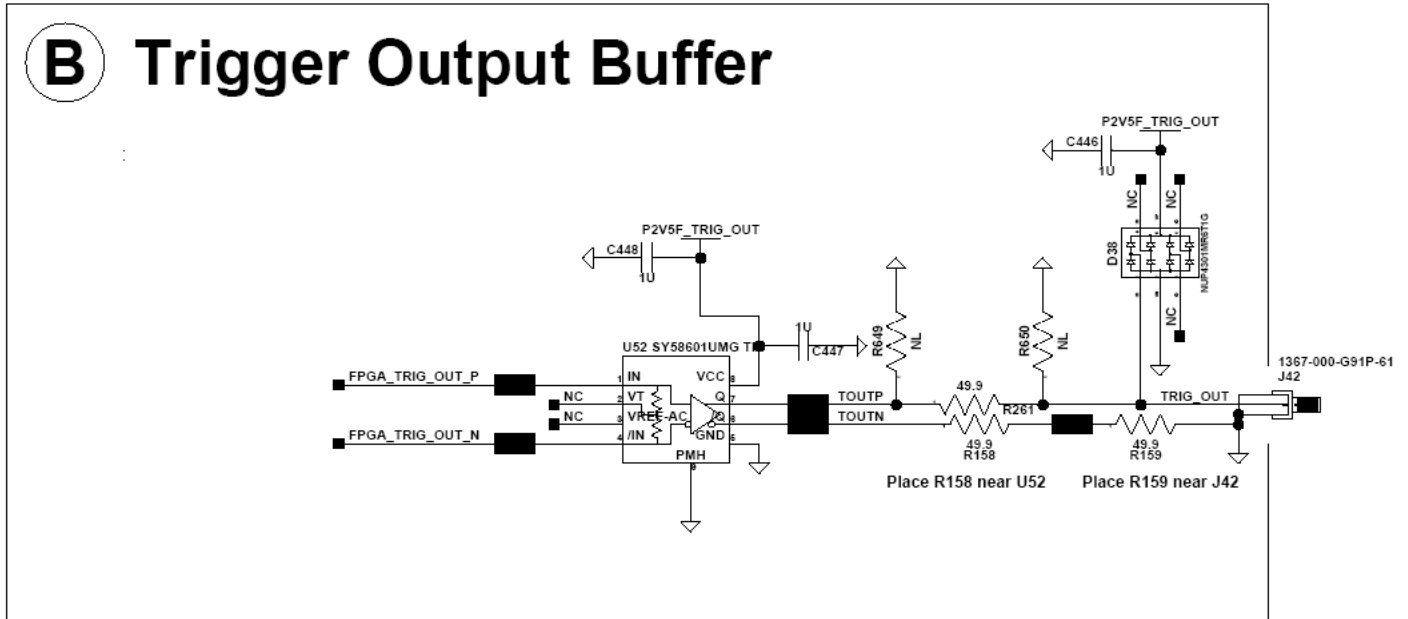 B Trigger Output Buffer
P2V5F_TRIG_OUT
C446
1U
NC
NC
D38
NUP4301MR6T1G
NC
P2V5F_TRIG_OUT
C448
1U
1U
C447
R649
NL
R650
NL
U52 SY58601UMG T
1367-000-G91P-61
J42
FPGA_TRIG_OUT_P
1 IN
VCC 8
NC
2 VT
Q 7
TOUTP
49.9
R261
TRIG_OUT
NC
3 VREF-AC
/Q 6
TOUTN
49.9
R158
49.9
R159
FPGA_TRIG_OUT_N
4 /IN
GND 5
PMH
9
Place R158 near U52
Place R159 near J42